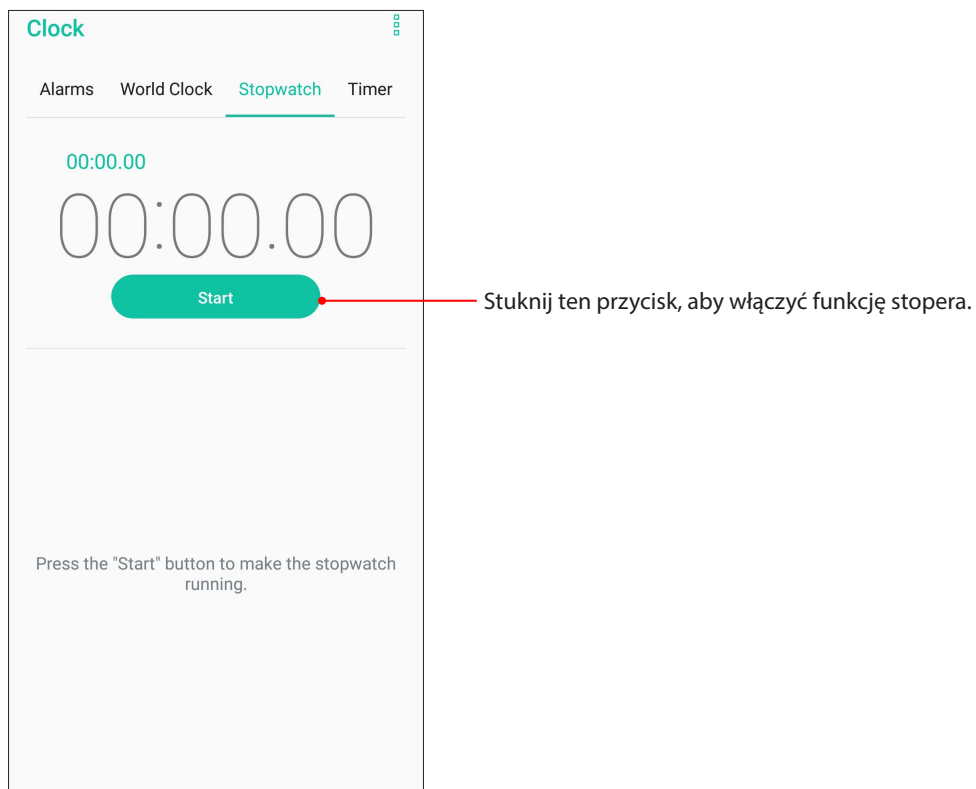 Clock
Alarms World Clock Stopwatch Timer
00:00.00
00:00.00
Start
Stuknij ten przycisk, aby włączyć funkcję stopera.
Press the "Start" button to make the stopwatch
running.